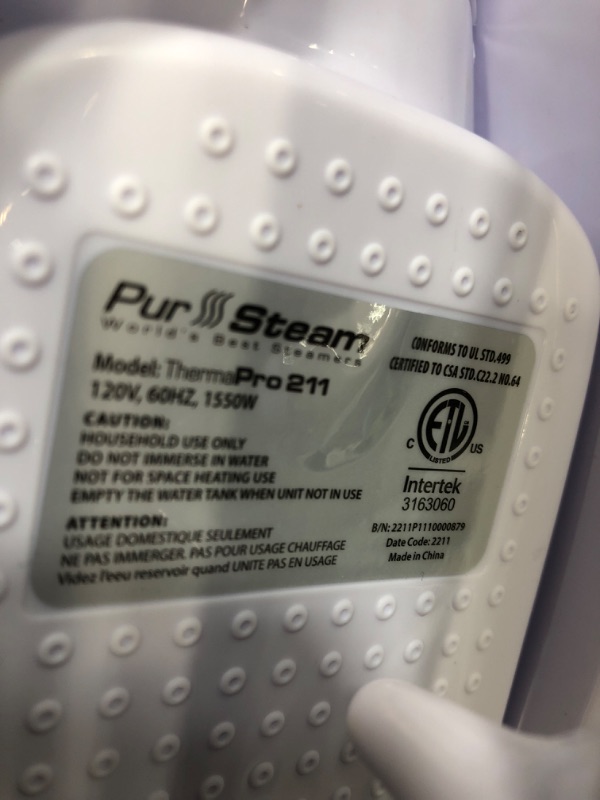 Pur Steam
World's Best Steamers
Model: ThermaPro 211
120V, 60HZ, 1550W
CAUTION:
HOUSEHOLD USE ONLY
DO NOT IMMERSE IN WATER
NOT FOR SPACE HEATING USE
EMPTY THE WATER TANK WHEN UNIT NOT IN USE
ATTENTION:
USAGE DOMESTIQUE SEULEMENT
NE PAS IMMERGER. PAS POUR USAGE CHAUFFAGE
Videz l'eeu reservoir quand UNITE PAS EN USAGE
CONFORMS TO UL STD.499
CERTIFIED TO CSA STD.C22.2 NO.64
C ETL US
LISTED
Intertek
3163060
B/N: 2211P1110000879
Date Code: 2211
Made in China